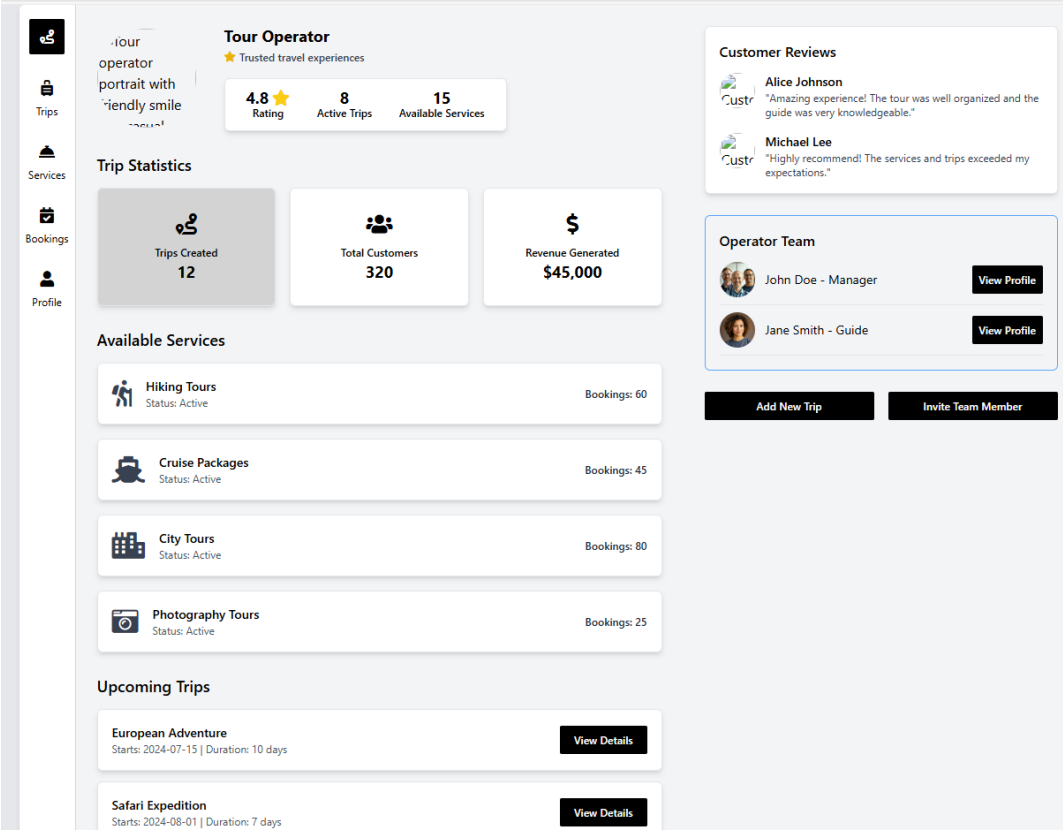 Trips
Services
Bookings
Profile
Tour
operator
portrait with
friendly smile
casual
Tour Operator
Trusted travel experiences
4.8
Rating
8
Active Trips
15
Available Services
Trip Statistics
Trips Created
12
Total Customers
320
Revenue Generated
$45,000
Available Services
Hiking Tours
Status: Active
Bookings: 60
Cruise Packages
Status: Active
Bookings: 45
City Tours
Status: Active
Bookings: 80
Photography Tours
Status: Active
Bookings: 25
Upcoming Trips
European Adventure
Starts: 2024-07-15 | Duration: 10 days
View Details
Safari Expedition
Starts: 2024-08-01 | Duration: 7 days
View Details
Customer Reviews
Custo
Alice Johnson
"Amazing experience! The tour was well organized and the
guide was very knowledgeable."
Custo
Michael Lee
"Highly recommend! The services and trips exceeded my
expectations."
Operator Team
John Doe - Manager
View Profile
Jane Smith - Guide
View Profile
Add New Trip
Invite Team Member